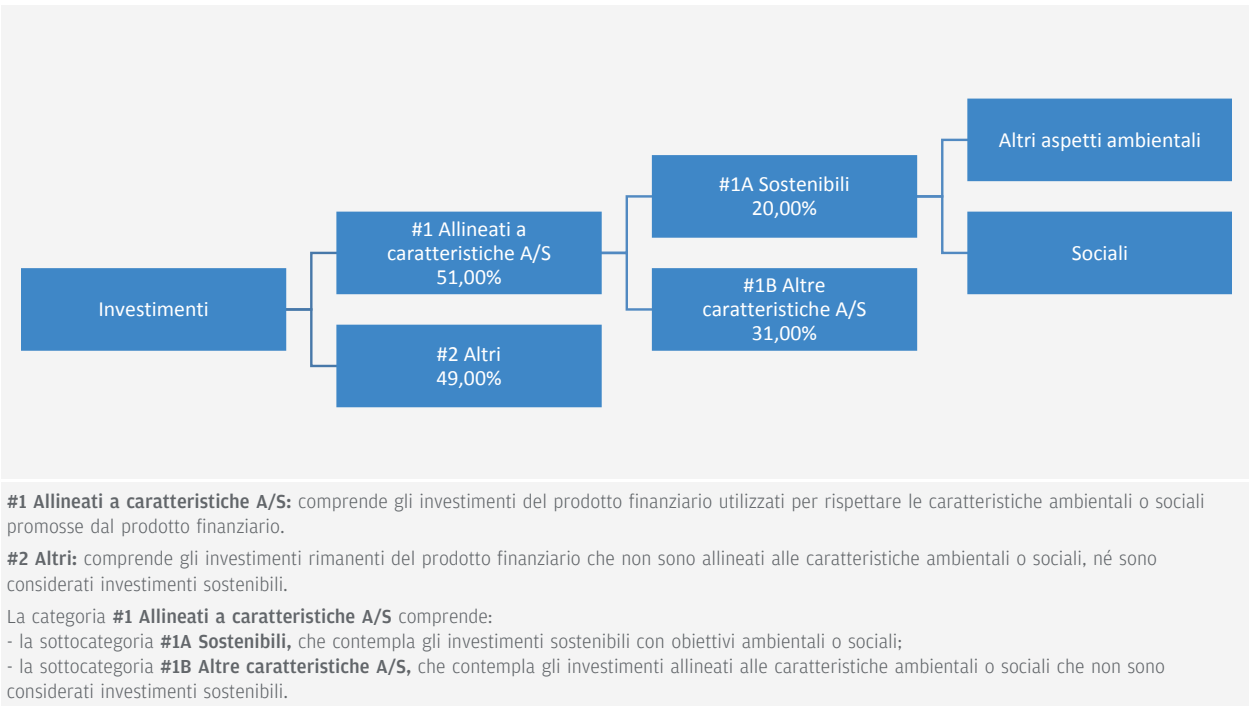 Investimenti
#1 Allineati a
caratteristiche A/S
51,00%
#2 Altri
49,00%
#1A Sostenibili
20,00%
#1B Altre
caratteristiche A/S
31,00%
Altri aspetti ambientali
Sociali
#1 Allineati a caratteristiche A/S: comprende gli investimenti del prodotto finanziario utilizzati per rispettare le caratteristiche ambientali o sociali
promosse dal prodotto finanziario.
#2 Altri: comprende gli investimenti rimanenti del prodotto finanziario che non sono allineati alle caratteristiche ambientali o sociali, né sono
considerati investimenti sostenibili.
La categoria #1 Allineati a caratteristiche A/S comprende:
- la sottocategoria #1A Sostenibili, che contempla gli investimenti sostenibili con obiettivi ambientali o sociali;
- la sottocategoria #1B Altre caratteristiche A/S, che contempla gli investimenti allineati alle caratteristiche ambientali o sociali che non sono
considerati investimenti sostenibili.